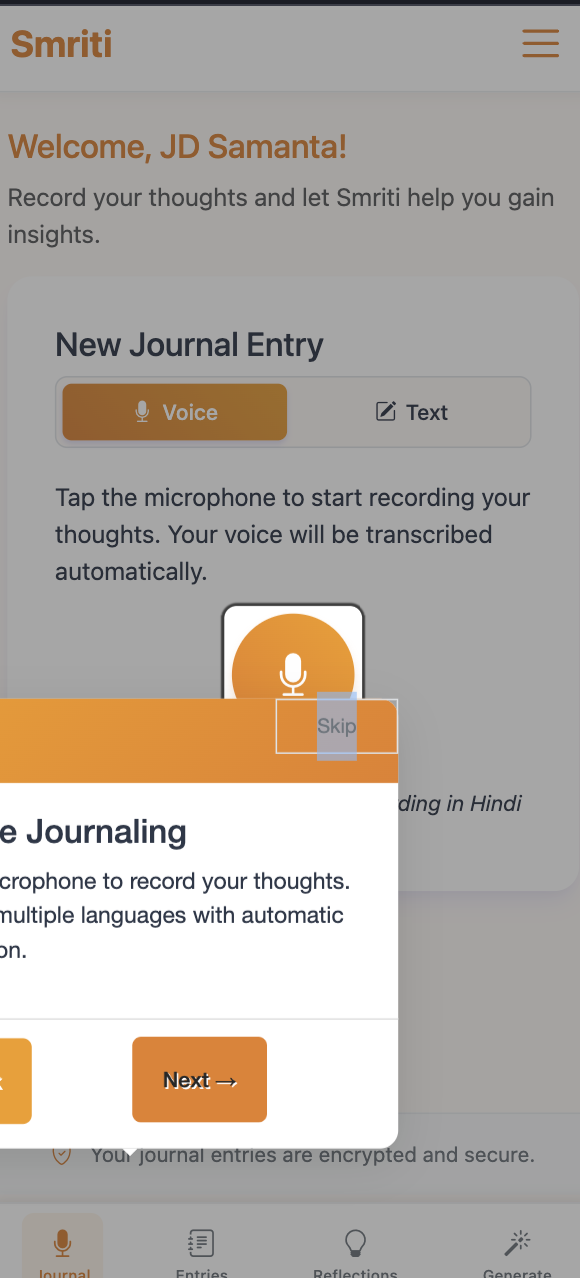 Smriti
Welcome, JD Samanta!
Record your thoughts and let Smriti help you gain
insights.
New Journal Entry
Voice
Text
Tap the microphone to start recording your
thoughts. Your voice will be transcribed
automatically.
Skip
ding in Hindi
e Journaling
crophone to record your thoughts.
multiple languages with automatic
on.
Next →
Your journal entries are encrypted and secure.
Journal
Entries
Reflections
Generate